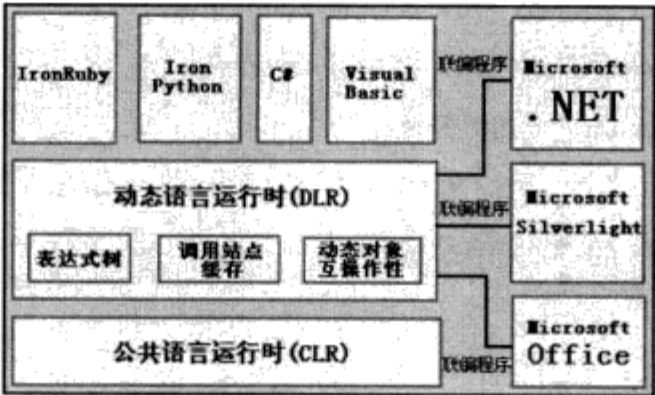 IronRuby
Iron
Python
C#
Visual
Basic
联编程序
Microsoft
.NET
动态语言运行时(DLR)
表达式树
调用站点
缓存
动态对象
互操作性
联编程序
Microsoft
Silverlight
公共语言运行时(CLR)
联编程序
Microsoft
Office